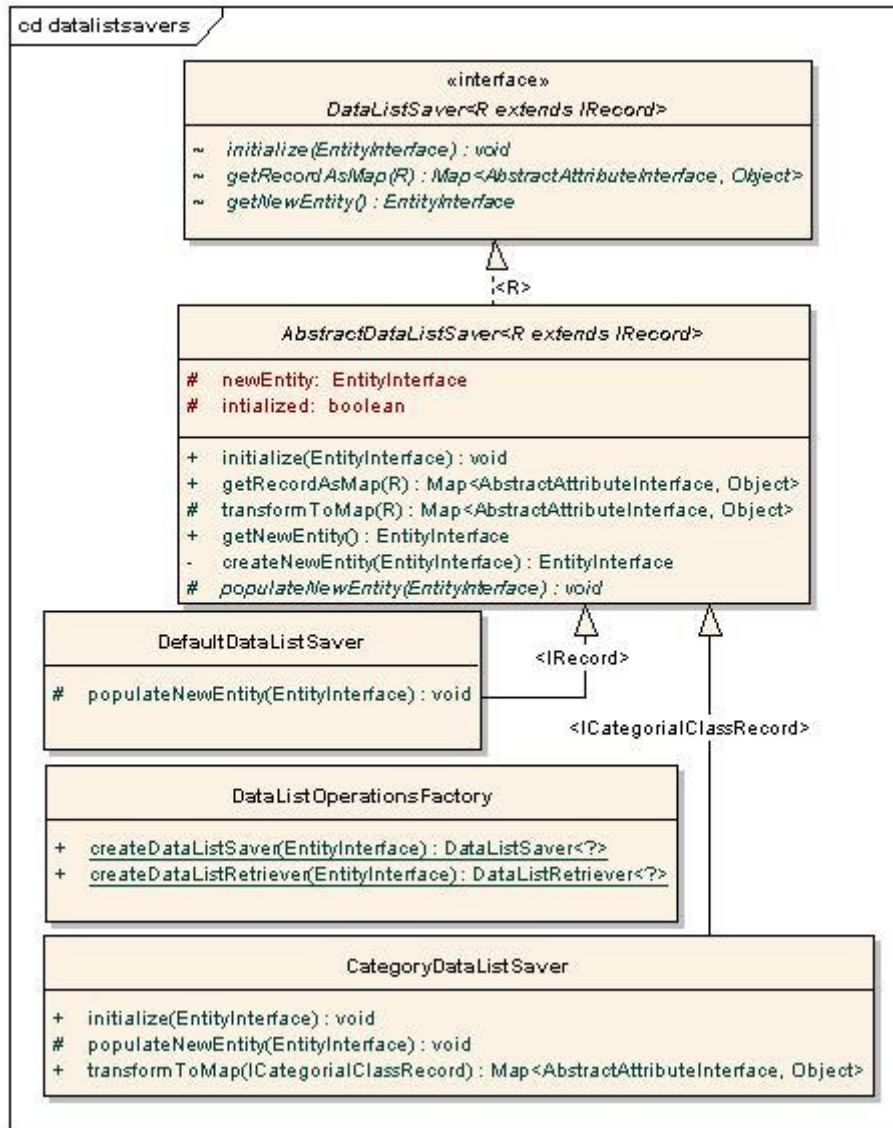 cd datalistsavers
«interface»
DataListSaver<R extends IRecord>
~ initialize(EntityInterface) : void
~ getRecordAsMap(R) : Map<AbstractAttributeInterface, Object>
~ getNewEntity() : EntityInterface
<R>
AbstractDataListSaver<R extends IRecord>
# newEntity: EntityInterface
# intialized: boolean
+ initialize(EntityInterface) : void
+ getRecordAsMap(R) : Map<AbstractAttributeInterface, Object>
# transformToMap(R) : Map<AbstractAttributeInterface, Object>
+ getNewEntity() : EntityInterface
- createNewEntity(EntityInterface) : EntityInterface
# populateNewEntity(EntityInterface) : void
DefaultDataListSaver
# populateNewEntity(EntityInterface) : void
<IRecord>
<ICategorialClassRecord>
DataListOperationsFactory
+ createDataListSaver(EntityInterface) : DataListSaver<?>
+ createDataListRetriever(EntityInterface) : DataListRetriever<?>
CategoryDataListSaver
+ initialize(EntityInterface) : void
# populateNewEntity(EntityInterface) : void
+ transformToMap(ICategorialClassRecord) : Map<AbstractAttributeInterface, Object>